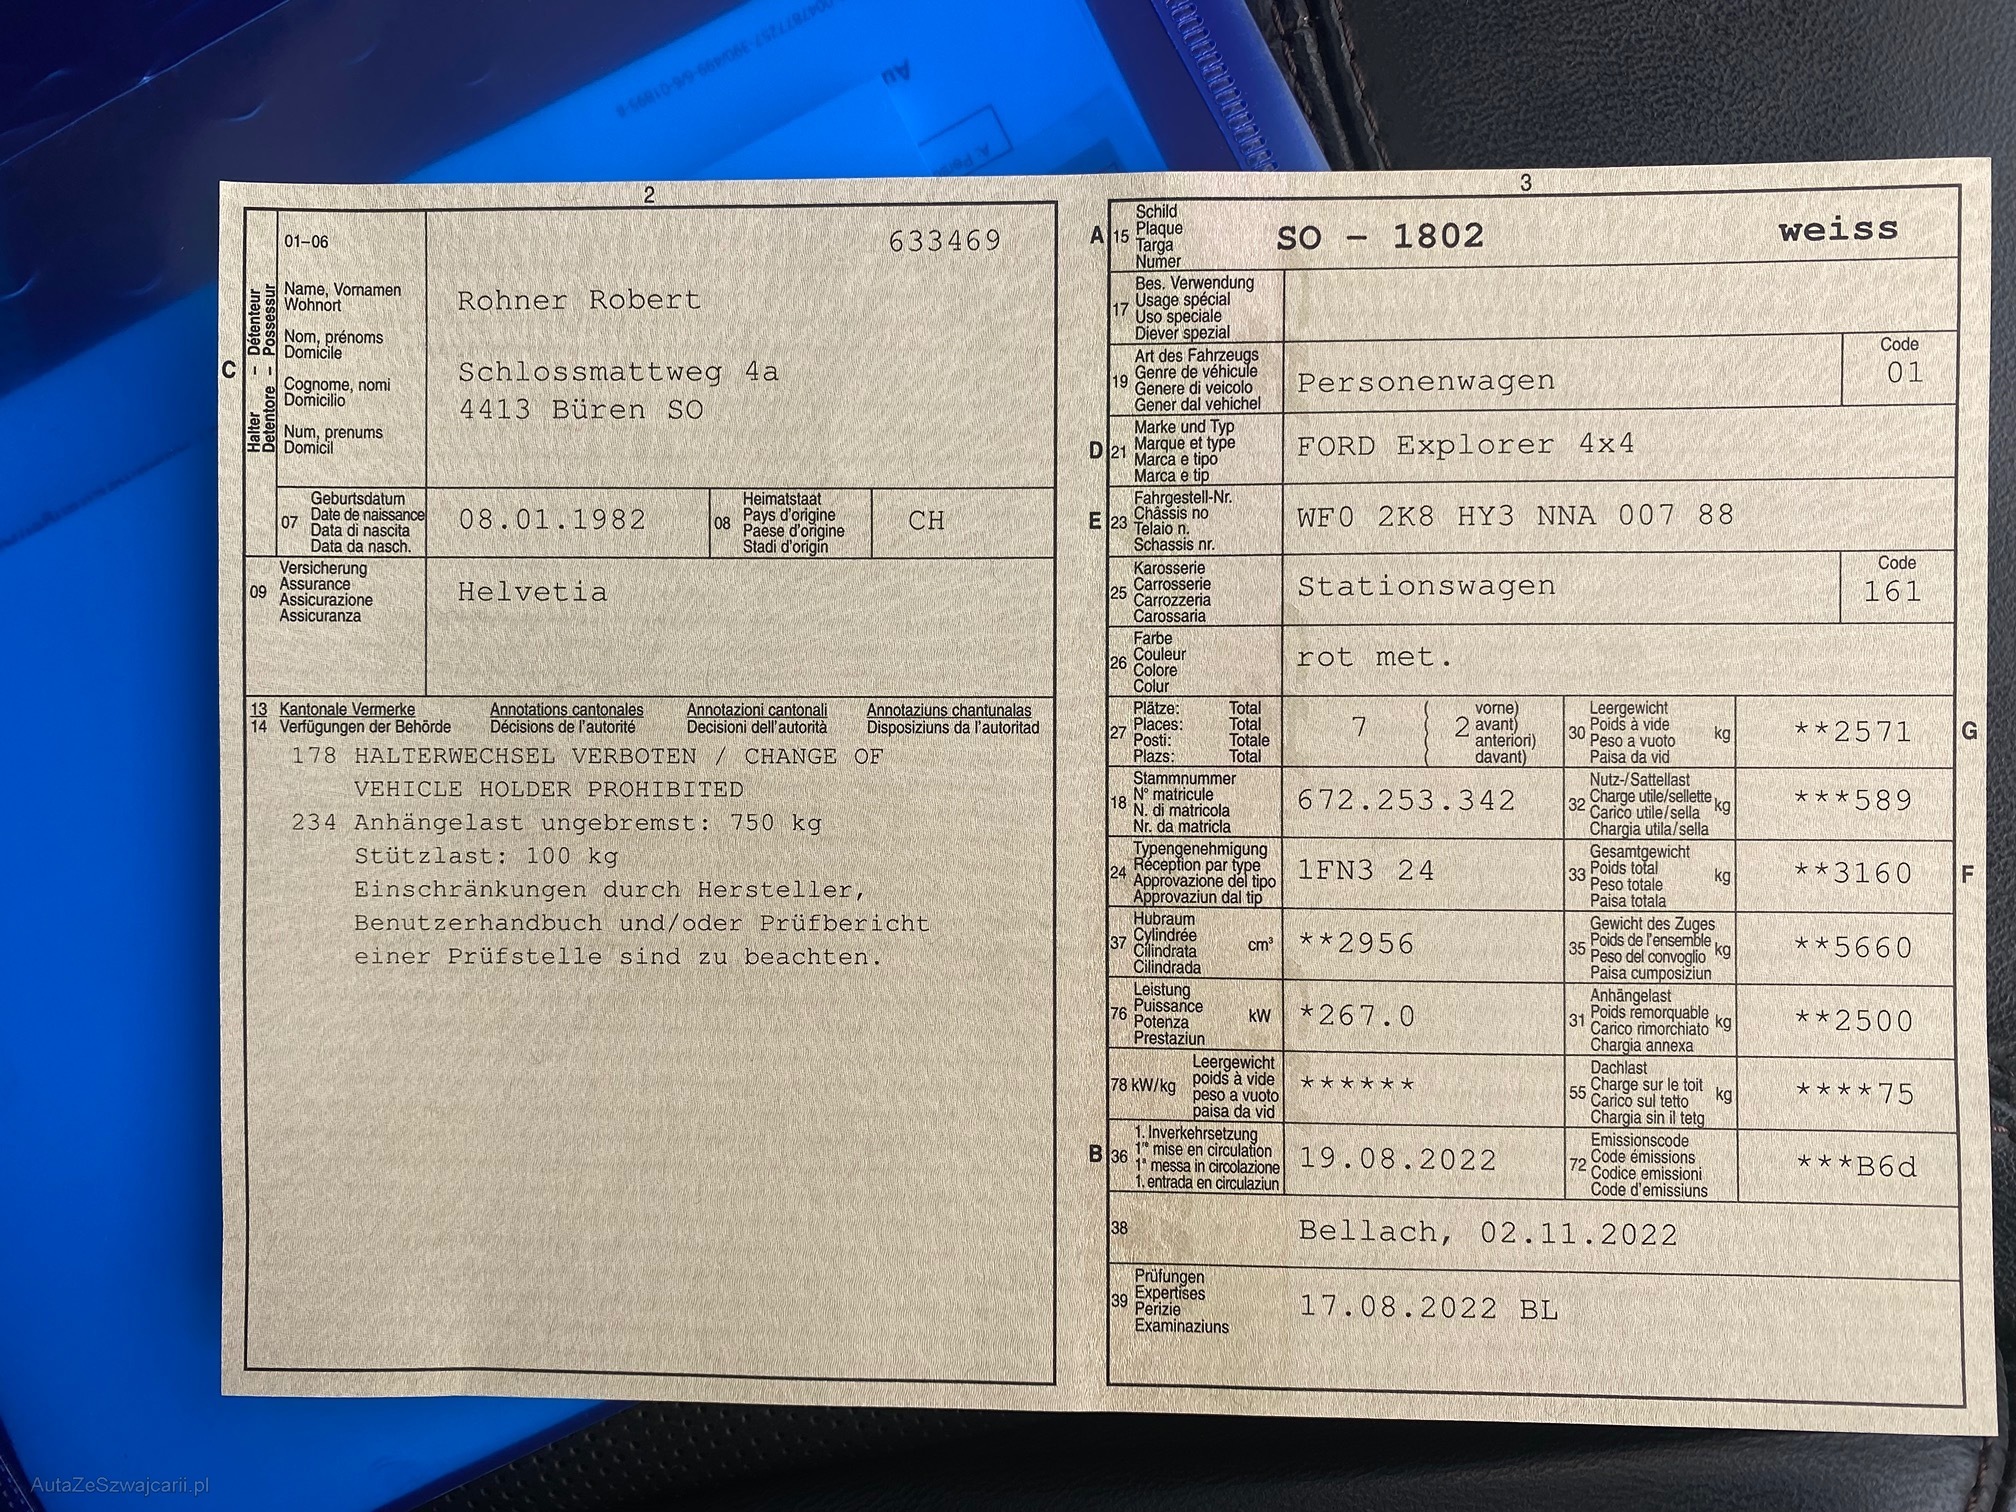 2
01–06
633469
Name, Vornamen
Wohnort
Nom, prénoms
Domicile
Cognome, nomi
Domicilio
Num, prenums
Domicil
C
Halter – Détenteur
Detentore – Possessur
Rohner Robert
Schlossmattweg 4a
4413 Büren SO
07
Geburtsdatum
Date de naissance
Data di nascita
Data da nasch.
08.01.1982
08
Heimatstaat
Pays d'origine
Paese d'origine
Stadi d'origin
CH
09
Versicherung
Assurance
Assicurazione
Assicuranza
Helvetia
13 Kantonale Vermerke Annotations cantonales Annotazioni cantonali Annotaziuns chantunalas
14 Verfügungen der Behörde Décisions de l'autorité Decisioni dell'autorità Disposiziuns da l'autoritad
178 HALTERWECHSEL VERBOTEN / CHANGE OF
VEHICLE HOLDER PROHIBITED
234 Anhängelast ungebremst: 750 kg
Stützlast: 100 kg
Einschränkungen durch Hersteller,
Benutzerhandbuch und/oder Prüfbericht
einer Prüfstelle sind zu beachten.
3
A 15
Schild
Plaque
Targa
Numer
SO – 1802 weiss
17
Bes. Verwendung
Usage spécial
Uso speciale
Diever spezial
19
Art des Fahrzeugs
Genre de véhicule
Genere di veicolo
Gener dal vehichel
Personenwagen
Code
01
D 21
Marke und Typ
Marque et type
Marca e tipo
Marca e tip
FORD Explorer 4x4
E 23
Fahrgestell-Nr.
Châssis no
Telaio n.
Schassis nr.
WF0 2K8 HY3 NNA 007 88
25
Karosserie
Carrosserie
Carrozzeria
Carossaria
Stationswagen
Code
161
26
Farbe
Couleur
Colore
Colur
rot met.
27
Plätze: Total
Places: Total
Posti: Totale
Plazs: Total
7
( 2 vorne)
( avant)
( anteriori)
( davant)
30
Leergewicht
Poids à vide
Peso a vuoto
Paisa da vid
kg
**2571
G
18
Stammnummer
N° matricule
N. di matricola
Nr. da matricla
672.253.342
32
Nutz-/Sattellast
Charge utile/sellette
Carico utile/sella
Chargia utila/sella
kg
***589
24
Typengenehmigung
Réception par type
Approvazione del tipo
Approvaziun dal tip
1FN3 24
33
Gesamtgewicht
Poids total
Peso totale
Paisa totala
kg
**3160
F
37
Hubraum
Cylindrée
Cilindrata
Cilindrada
cm³
**2956
35
Gewicht des Zuges
Poids de l'ensemble
Peso del convoglio
Paisa cumposiziun
kg
**5660
76
Leistung
Puissance
Potenza
Prestaziun
kW
*267.0
31
Anhängelast
Poids remorquable
Carico rimorchiato
Chargia annexa
kg
**2500
78 kW/kg
Leergewicht
poids à vide
peso a vuoto
paisa da vid
******
55
Dachlast
Charge sur le toit
Carico sul tetto
Chargia sin il tetg
kg
****75
B 36
1. Inverkehrsetzung
1re mise en circulation
1a messa in circolazione
1. entrada en circulaziun
19.08.2022
72
Emissionscode
Code émissions
Codice emissioni
Code d'emissiuns
***B6d
38
Bellach, 02.11.2022
39
Prüfungen
Expertises
Perizie
Examinaziuns
17.08.2022 BL
AutaZeSzwajcarii.pl